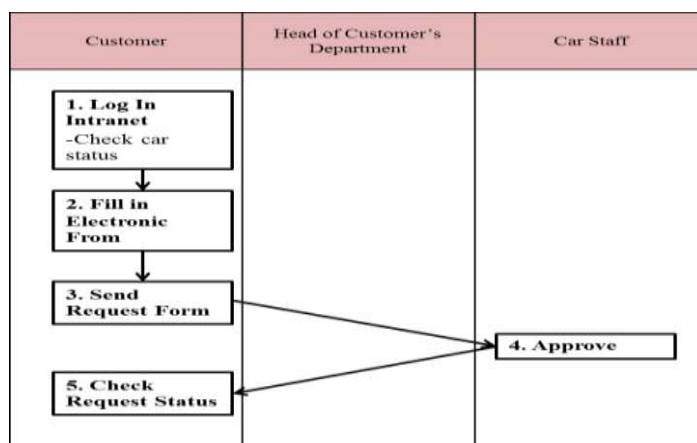 Customer
Head of Customer's
Department
Car Staff
1. Log In
Intranet
-Check car
status
2. Fill in
Electronic
From
3. Send
Request Form
4. Approve
5. Check
Request Status